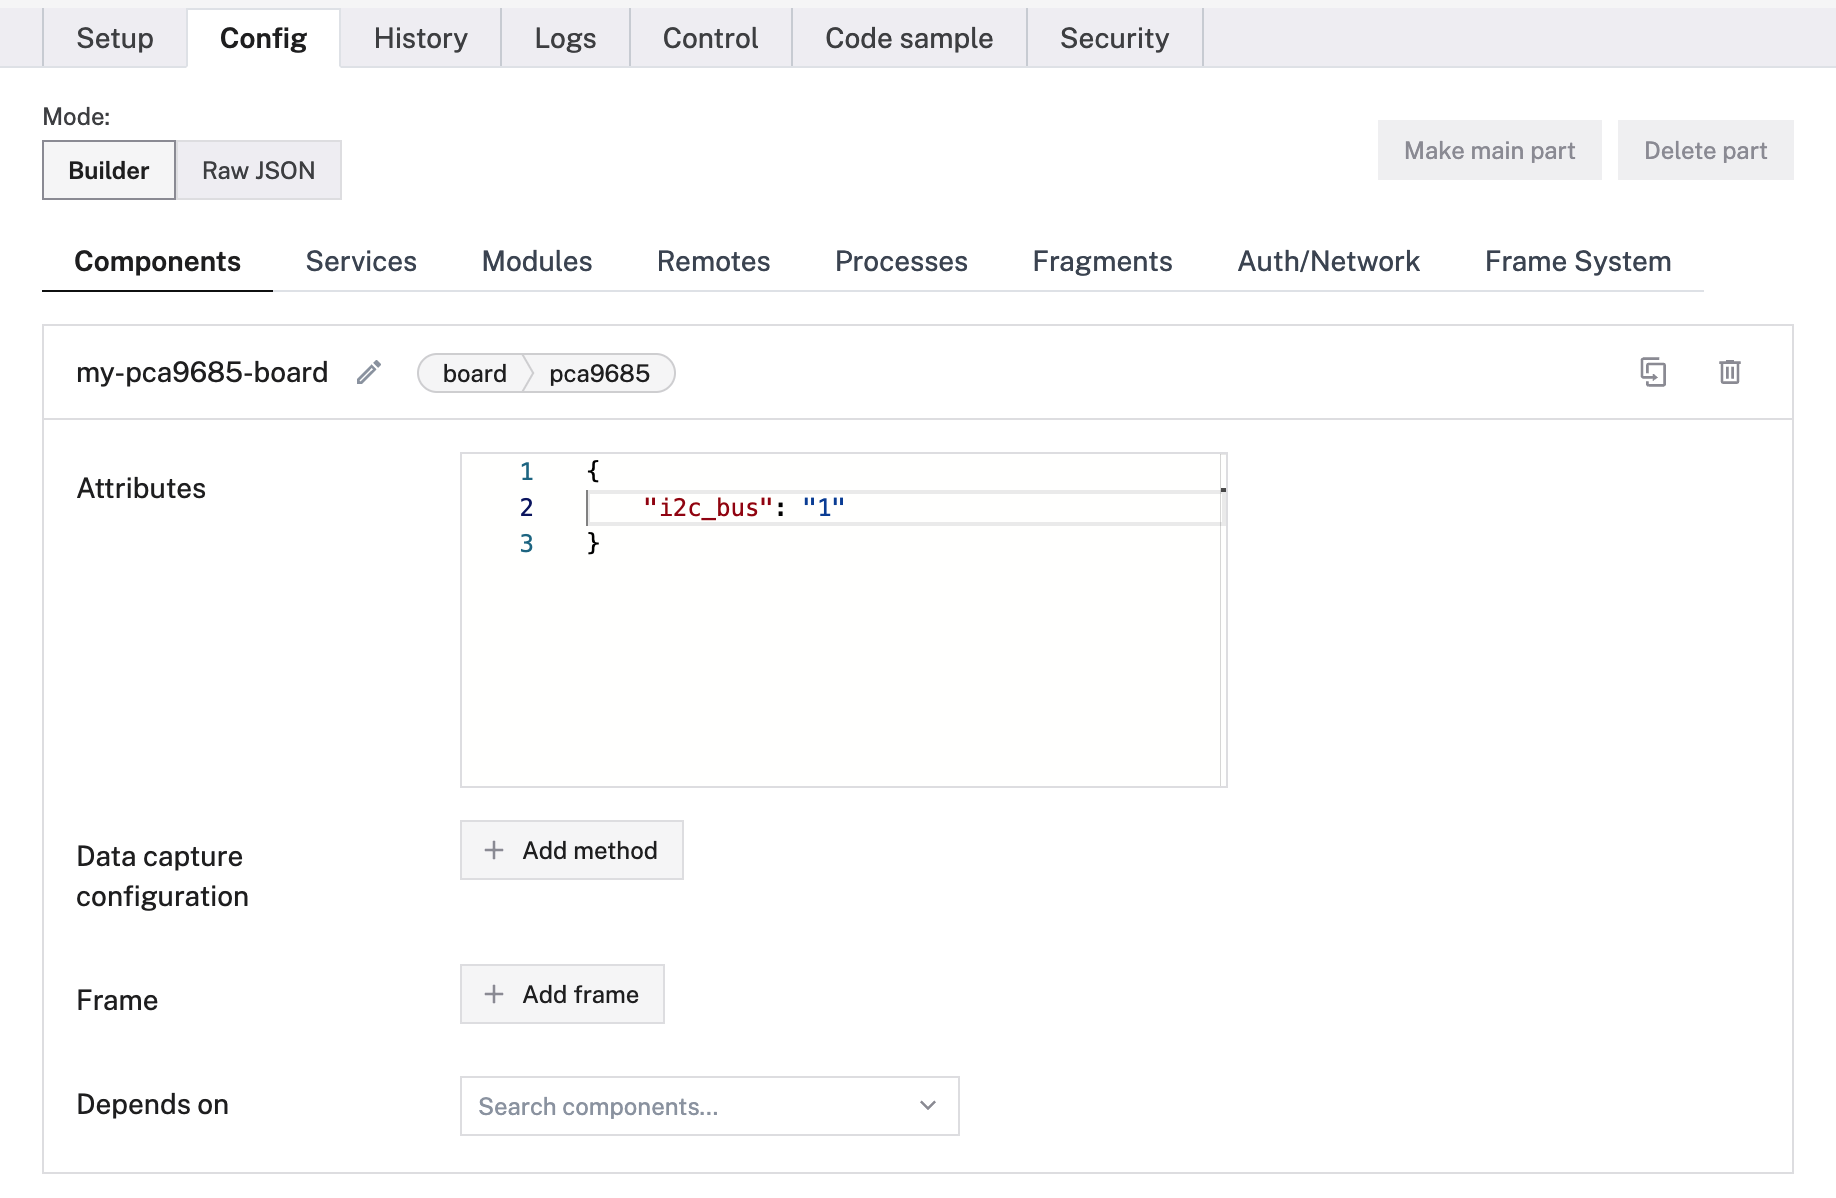 Setup Config History Logs Control Code sample Security
Mode:
Builder Raw JSON
Make main part Delete part
Components Services Modules Remotes Processes Fragments Auth/Network Frame System
my-pca9685-board board pca9685
Attributes
1 {
2 "i2c_bus": "1"
3 }
Data capture
configuration
+ Add method
Frame
+ Add frame
Depends on
Search components...